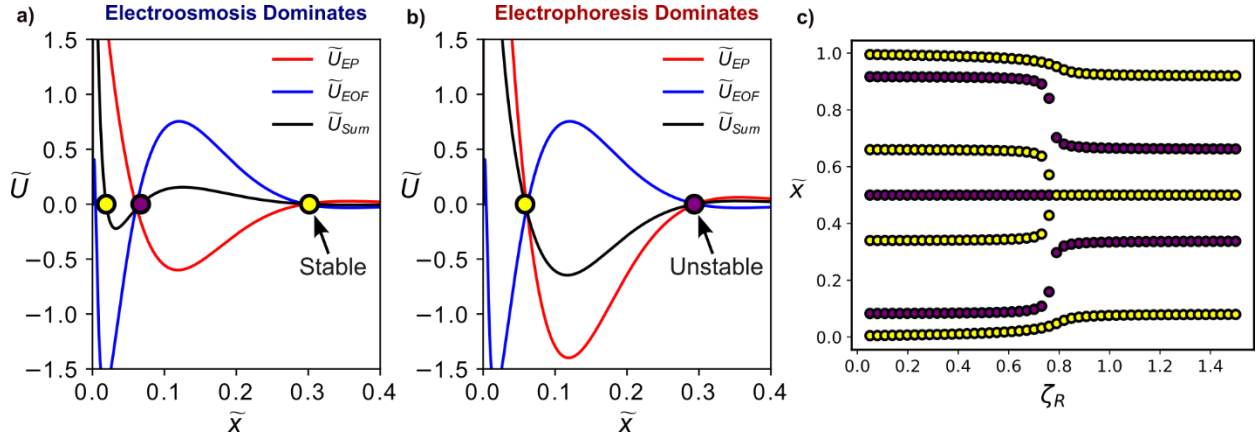 a)
Electroosmosis Dominates
1.5
1.0
0.5
0.0
−0.5
−1.0
−1.5
Ũ
Ũ_EP
Ũ_EOF
Ũ_Sum
Stable
0.0
0.1
0.2
0.3
0.4
x̃
b)
Electrophoresis Dominates
1.5
1.0
0.5
0.0
−0.5
−1.0
−1.5
Ũ
Ũ_EP
Ũ_EOF
Ũ_Sum
Unstable
0.0
0.1
0.2
0.3
0.4
x̃
c)
1.0
0.8
0.6
0.4
0.2
0.0
x̃
0.0
0.2
0.4
0.6
0.8
1.0
1.2
1.4
ζ_R